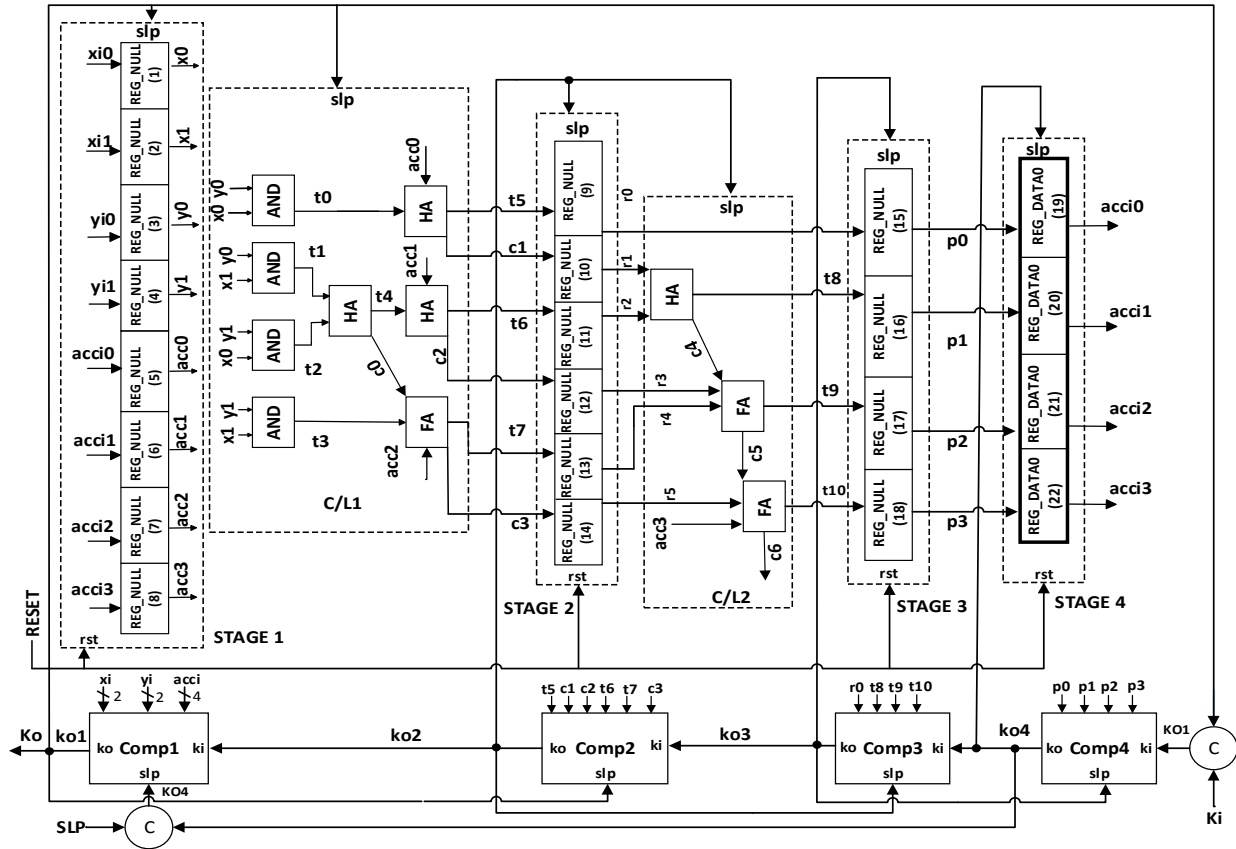 slp
xi0
REG_NULL
(1)
x0
xi1
REG_NULL
(2)
x1
yi0
REG_NULL
(3)
y0
yi1
REG_NULL
(4)
y1
acci0
REG_NULL
(5)
acc0
acci1
REG_NULL
(6)
acc1
acci2
REG_NULL
(7)
acc2
acci3
REG_NULL
(8)
acc3
rst
STAGE 1
RESET
slp
x0 y0
AND
t0
acc0
HA
t5
c1
x1 y0
AND
t1
HA
t4
acc1
HA
t6
c2
x0 y1
AND
t2
c0
x1 y1
AND
t3
FA
acc2
t7
c3
C/L1
slp
REG_NULL
(9)
REG_NULL
(10)
REG_NULL
(11)
REG_NULL
(12)
REG_NULL
(13)
REG_NULL
(14)
rst
STAGE 2
r0
r1
r2
r3
r4
r5
slp
HA
c4
FA
c5
FA
acc3
c6
C/L2
t8
t9
t10
slp
REG_NULL
(15)
REG_NULL
(16)
REG_NULL
(17)
REG_NULL
(18)
rst
STAGE 3
p0
p1
p2
p3
slp
REG_DATA0
(19)
REG_DATA0
(20)
REG_DATA0
(21)
REG_DATA0
(22)
rst
STAGE 4
acci0
acci1
acci2
acci3
xi yi acci
2 2 4
Ko ko1
ko Comp1 ki
slp
KO4
SLP
C
ko2
t5 c1 c2 t6 t7 c3
ko Comp2 ki
slp
ko3
r0 t8 t9 t10
ko Comp3 ki
slp
ko4
p0 p1 p2 p3
ko Comp4 ki
slp
KO1
C
Ki